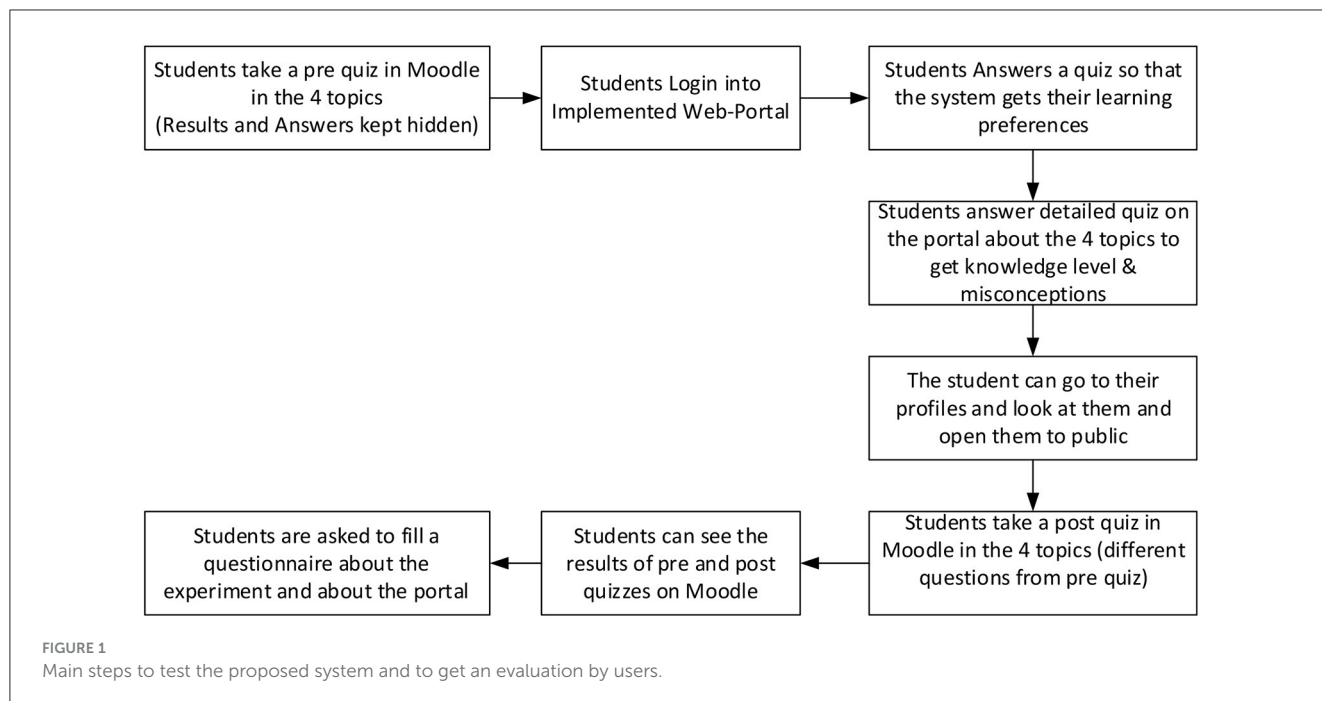 Students take a pre quiz in Moodle
in the 4 topics
(Results and Answers kept hidden)
Students Login into
Implemented Web-Portal
Students Answers a quiz so that
the system gets their learning
preferences
Students answer detailed quiz on
the portal about the 4 topics to
get knowledge level &
misconceptions
The student can go to their
profiles and look at them and
open them to public
Students take a post quiz in
Moodle in the 4 topics (different
questions from pre quiz)
Students can see the
results of pre and post
quizzes on Moodle
Students are asked to fill a
questionnaire about the
experiment and about the portal
FIGURE 1
Main steps to test the proposed system and to get an evaluation by users.